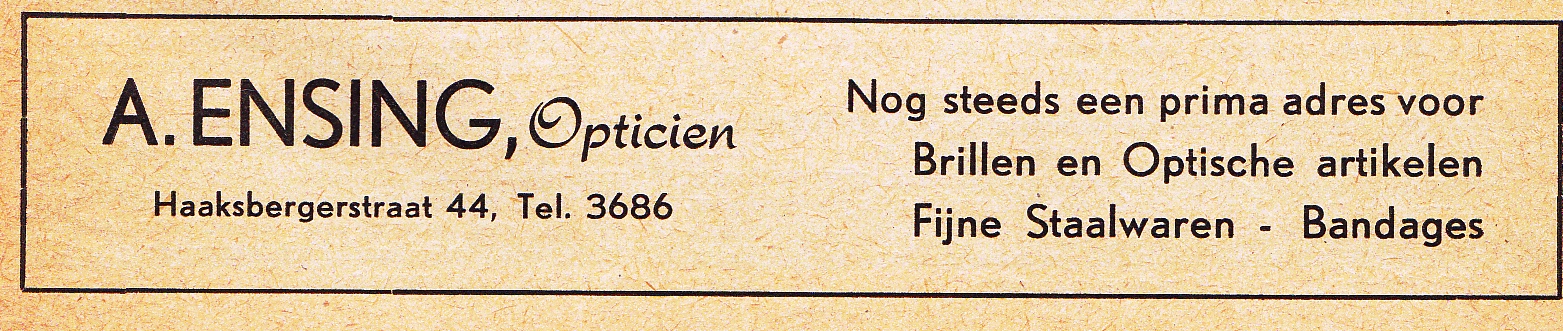 A. ENSING, Opticien
Haaksbergerstraat 44, Tel. 3686
Nog steeds een prima adres voor
Brillen en Optische artikelen
Fijne Staalwaren - Bandages